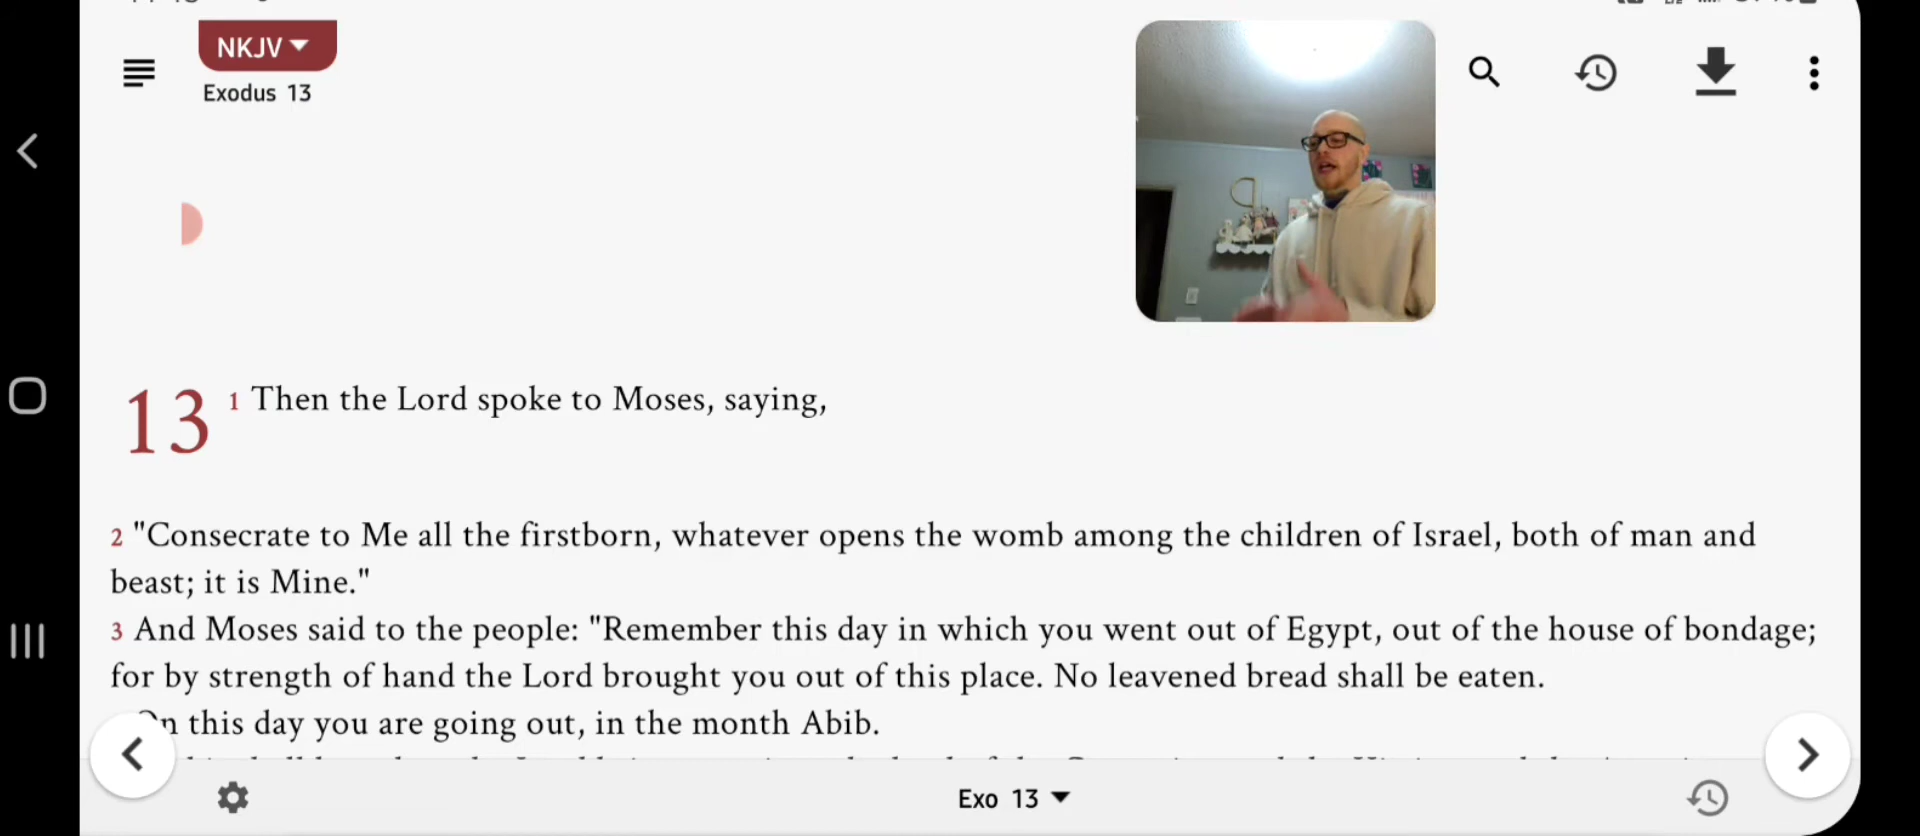 NKJV
Exodus 13
13 1 Then the Lord spoke to Moses, saying,
2 "Consecrate to Me all the firstborn, whatever opens the womb among the children of Israel, both of man and
beast; it is Mine."
3 And Moses said to the people: "Remember this day in which you went out of Egypt, out of the house of bondage;
for by strength of hand the Lord brought you out of this place. No leavened bread shall be eaten.
On this day you are going out, in the month Abib.
Exo 13